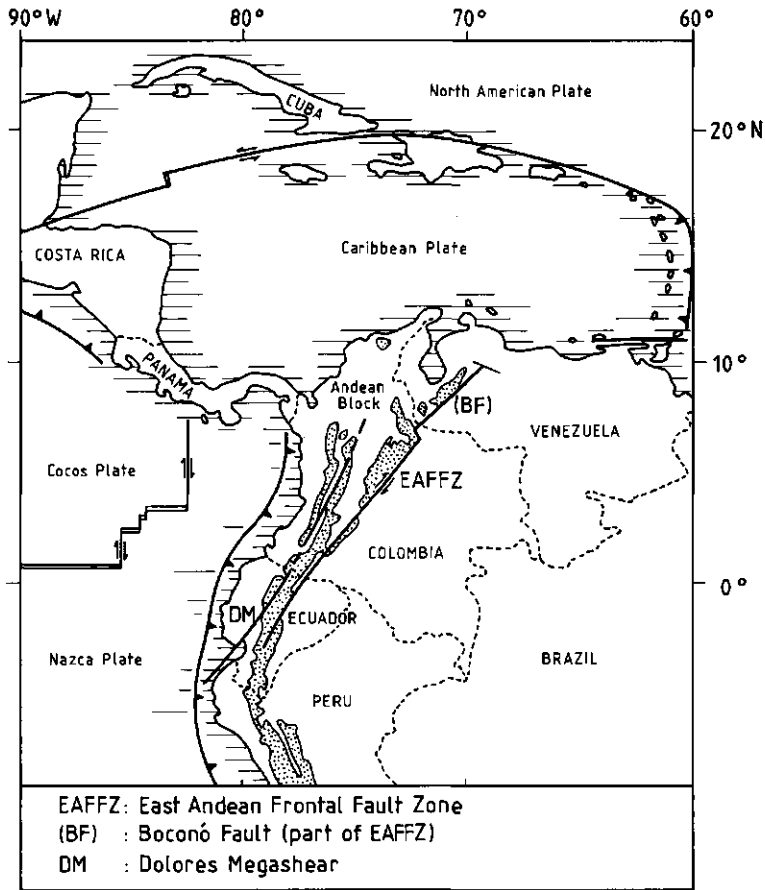 90°W 80° 70° 60°
North American Plate
CUBA
20°N
COSTA RICA
Caribbean Plate
PANAMA
10°
Andean
Block
(BF)
VENEZUELA
Cocos Plate
EAFFZ
COLOMBIA
0°
DM
ECUADOR
Nazca Plate
BRAZIL
PERU
EAFFZ: East Andean Frontal Fault Zone
(BF) : Boconó Fault (part of EAFFZ)
DM : Dolores Megashear